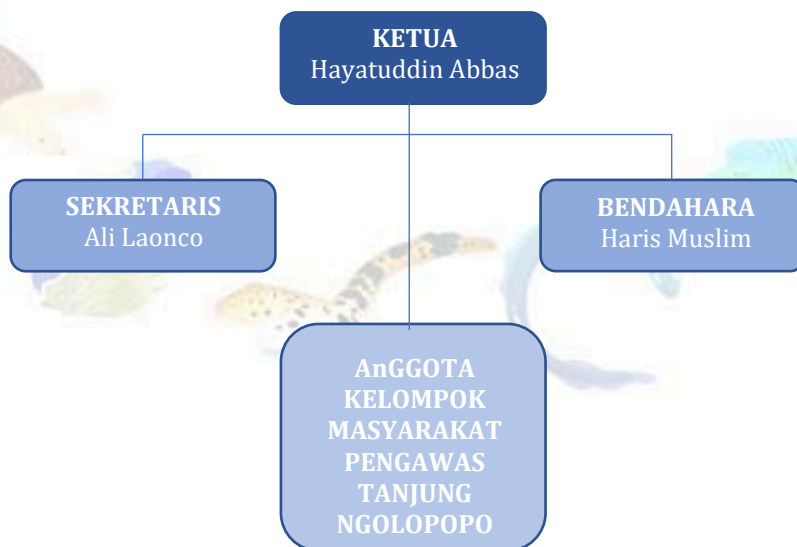 KETUA
Hayatuddin Abbas
SEKRETARIS
Ali Laonco
BENDAHARA
Haris Muslim
AnGGOTA
KELOMPOK
MASYARAKAT
PENGAWAS
TANJUNG
NGOLOPOPO